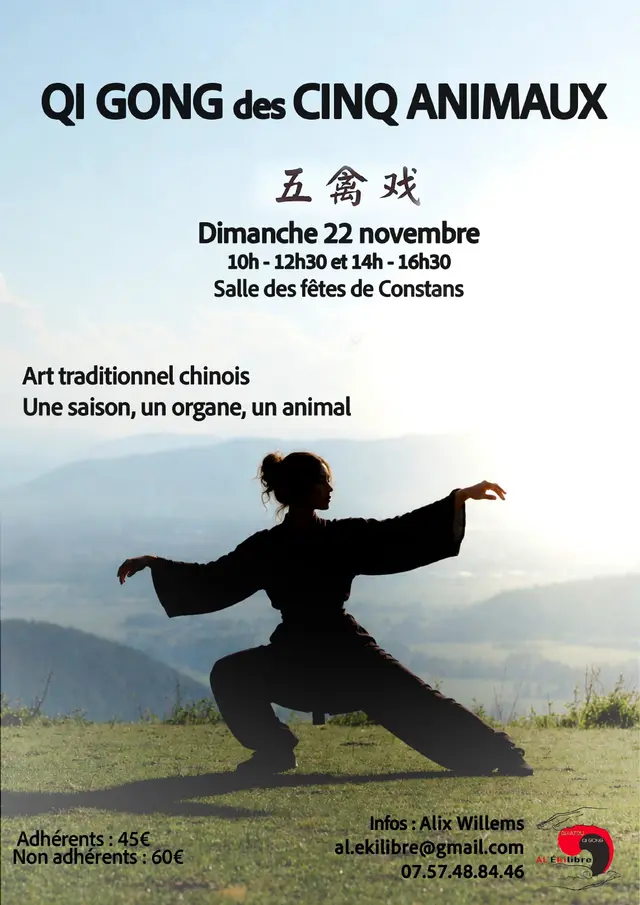 QI GONG des CINQ ANIMAUX
五禽戏
Dimanche 22 novembre
10h - 12h30 et 14h - 16h30
Salle des fêtes de Constans
Art traditionnel chinois
Une saison, un organe, un animal
Adhérents : 45€
Non adhérents : 60€
Infos : Alix Willems
al.ekilibre@gmail.com
07.57.48.84.46
QI GONG
AL Ekilibre